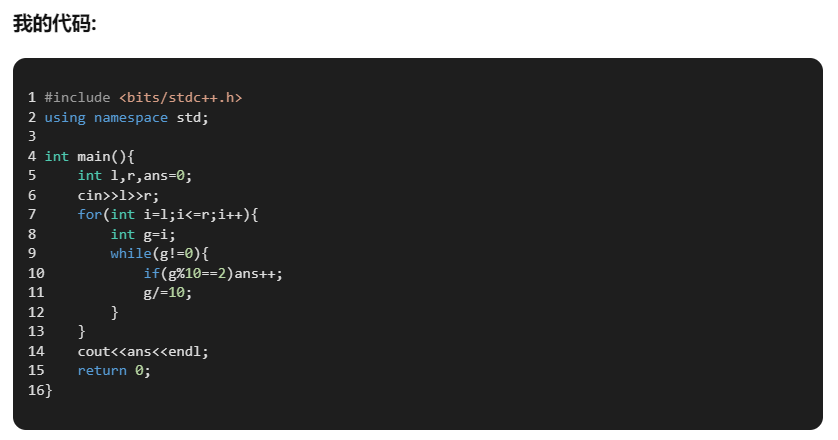 我的代码:
1 #include <bits/stdc++.h>
2 using namespace std;
3
4 int main(){
5     int l,r,ans=0;
6     cin>>l>>r;
7     for(int i=l;i<=r;i++){
8         int g=i;
9         while(g!=0){
10             if(g%10==2)ans++;
11             g/=10;
12         }
13     }
14     cout<<ans<<endl;
15     return 0;
16}